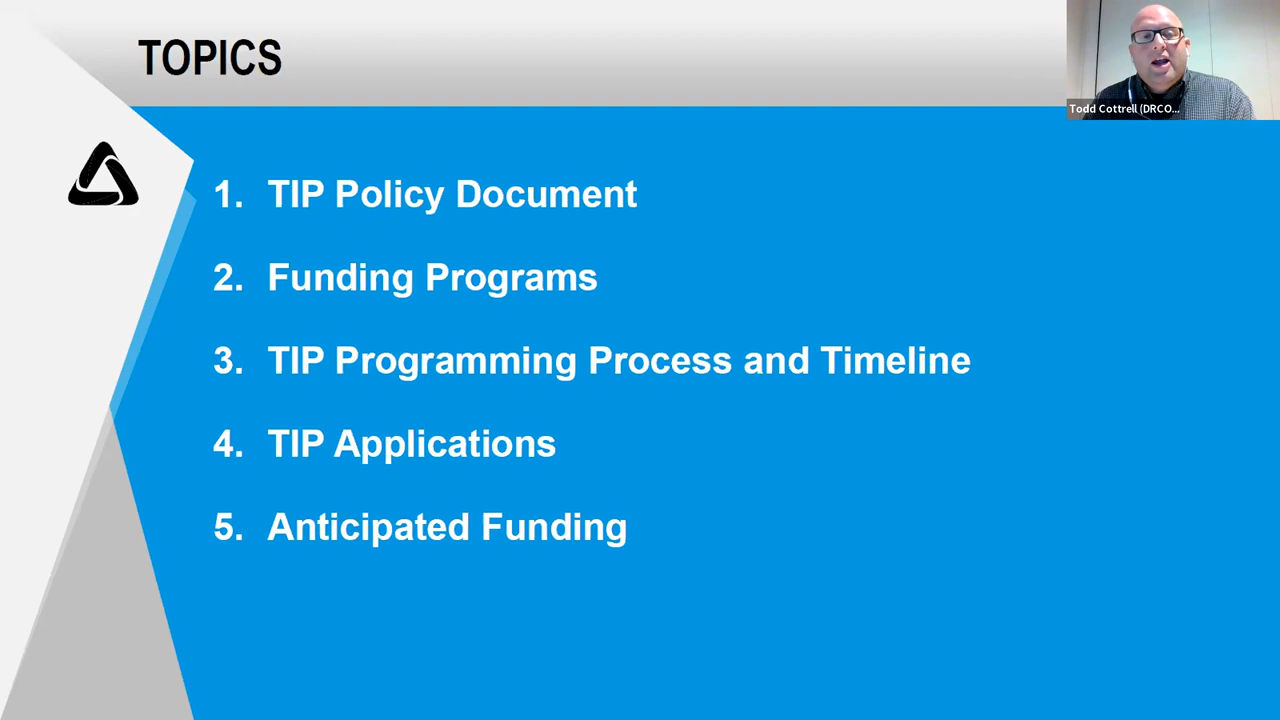 TOPICS
Todd Cottrell (DRCO...
1. TIP Policy Document
2. Funding Programs
3. TIP Programming Process and Timeline
4. TIP Applications
5. Anticipated Funding